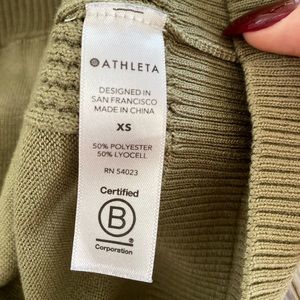 ATHLETA
DESIGNED IN
SAN FRANCISCO
MADE IN CHINA
XS
50% POLYESTER
50% LYOCELL
RN 54023
Certified
B
Corporation